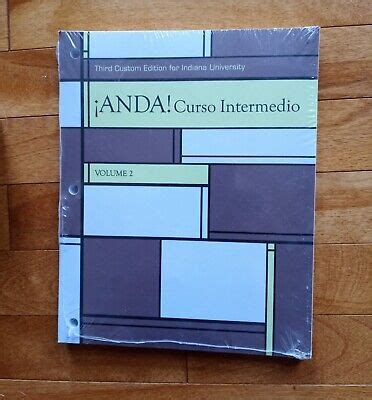 Third Custom Edition for Indiana University
¡ANDA! Curso Intermedio
VOLUME 2